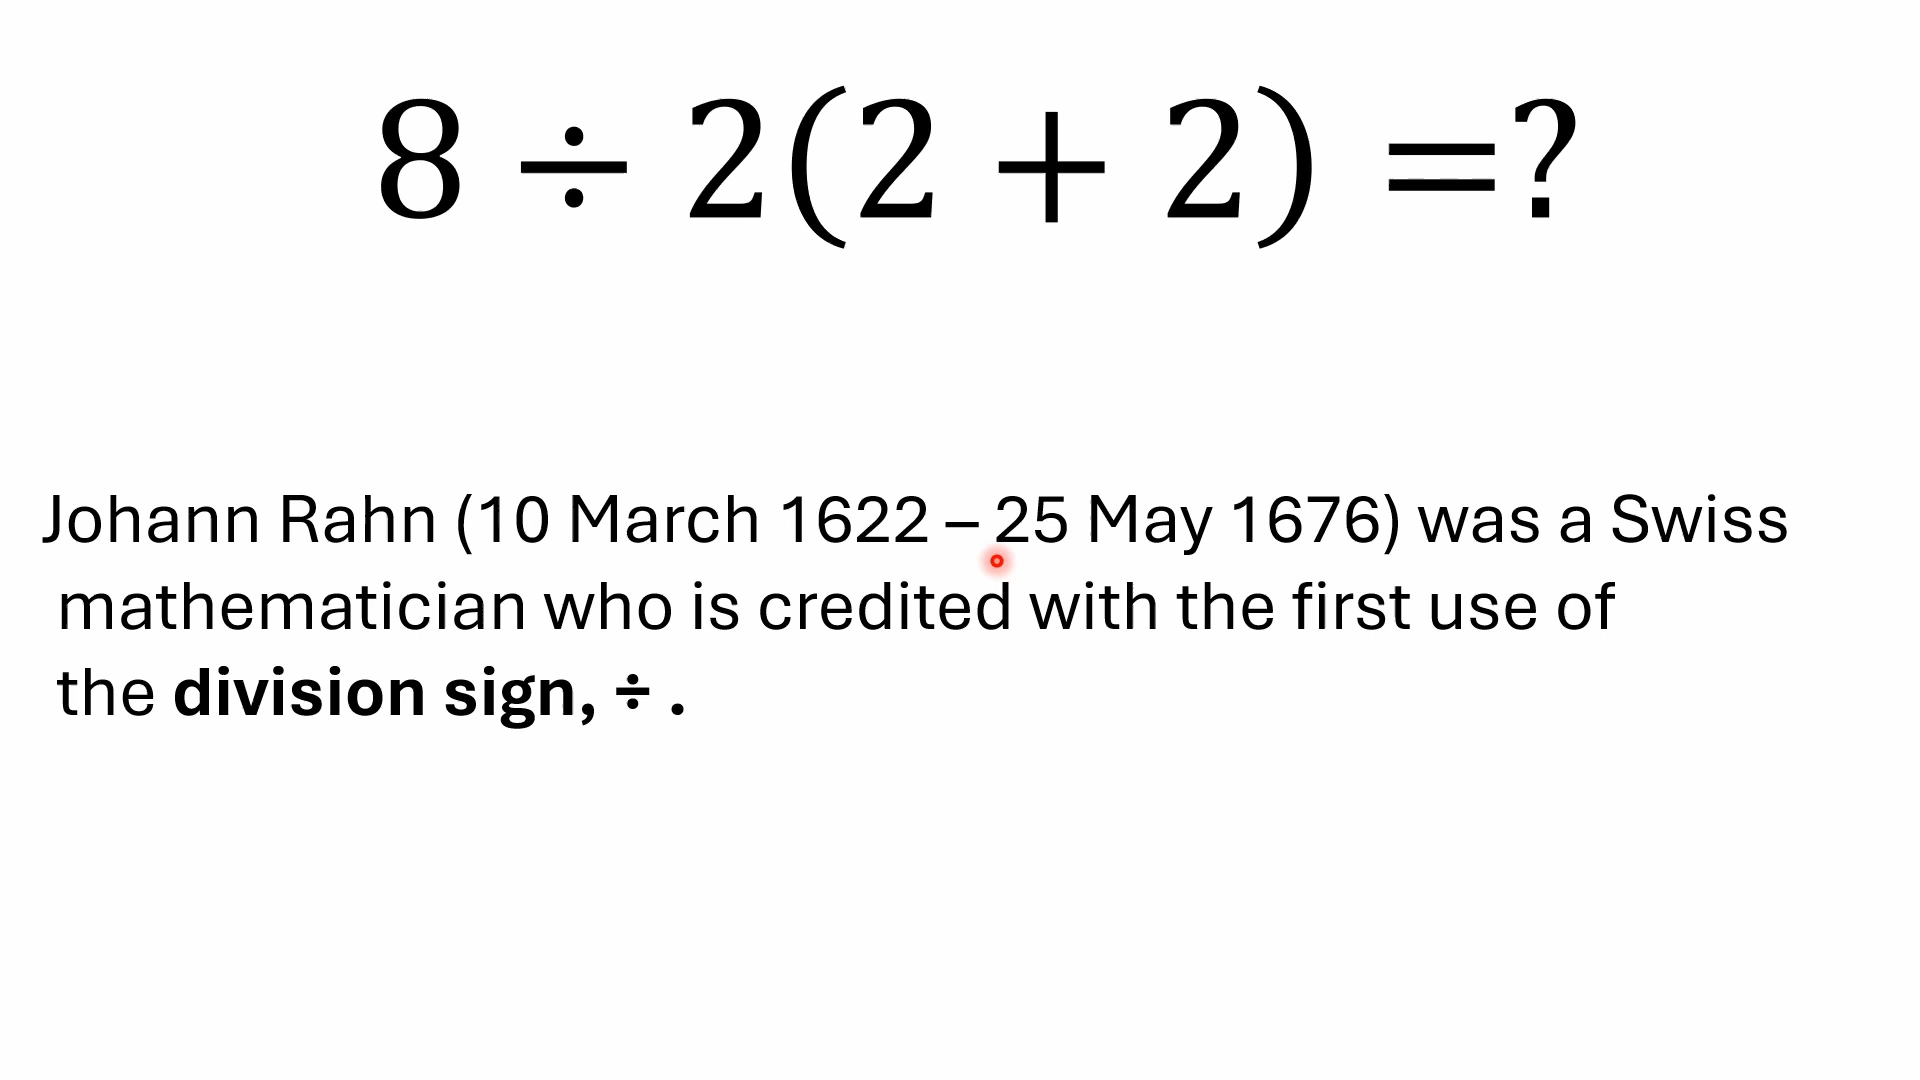 8 ÷ 2(2 + 2) =?
Johann Rahn (10 March 1622 – 25 May 1676) was a Swiss
mathematician who is credited with the first use of
the division sign, ÷ .